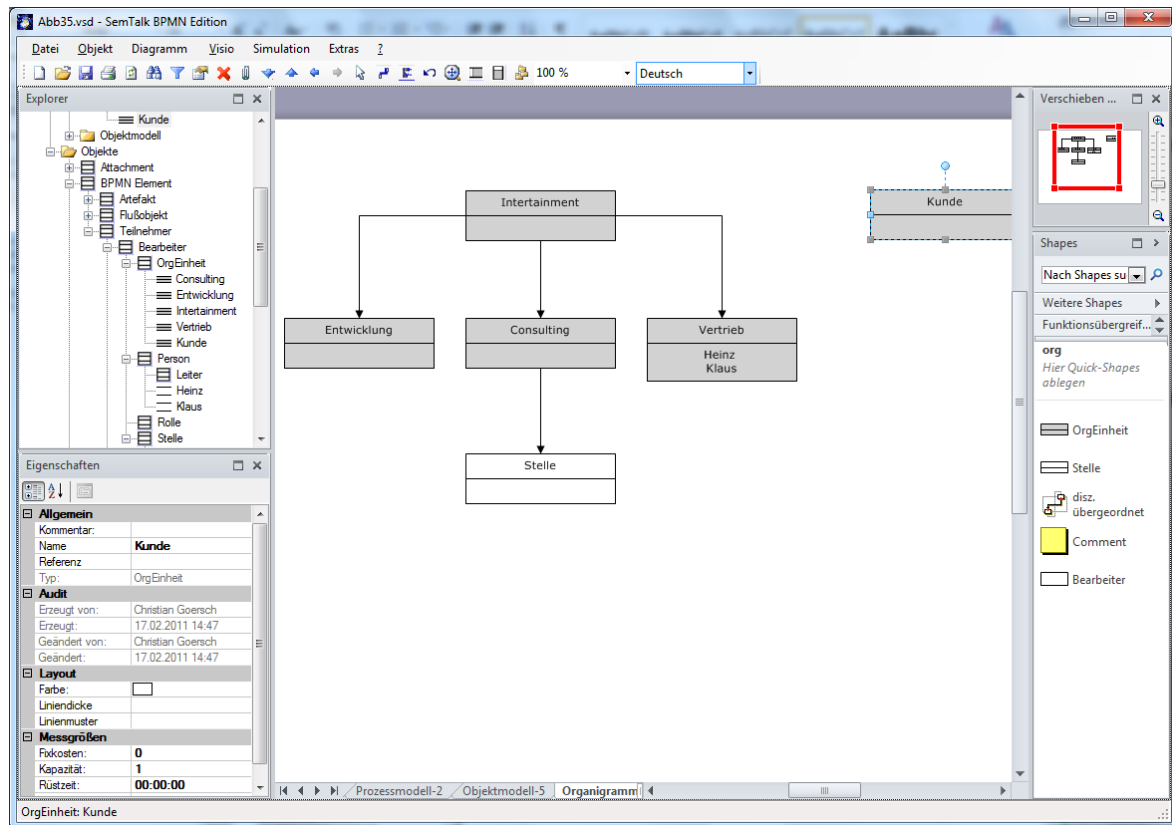 Abb35.vsd - SemTalk BPMN Edition
Datei Objekt Diagramm Visio Simulation Extras ?
100 % Deutsch
Explorer
Kunde
Objektmodell
Objekte
Attachment
BPMN Element
Artefakt
Flußobjekt
Teilnehmer
Bearbeiter
OrgEinheit
Consulting
Entwicklung
Intertainment
Vertrieb
Kunde
Person
Leiter
Heinz
Klaus
Rolle
Stelle
Eigenschaften
Allgemein
Kommentar:
Name Kunde
Referenz
Typ: OrgEinheit
Audit
Erzeugt von: Christian Goersch
Erzeugt: 17.02.2011 14:47
Geändert von: Christian Goersch
Geändert: 17.02.2011 14:47
Layout
Farbe:
Liniendicke
Linienmuster
Messgrößen
Fixkosten: 0
Kapazität: 1
Rüstzeit: 00:00:00
Intertainment
Kunde
Entwicklung
Consulting
Vertrieb
Heinz
Klaus
Stelle
Prozessmodell-2 Objektmodell-5 Organigramm
Verschieben ...
Shapes
Nach Shapes su
Weitere Shapes
Funktionsübergreif...
org
Hier Quick-Shapes
ablegen
OrgEinheit
Stelle
disz.
übergeordnet
Comment
Bearbeiter
OrgEinheit: Kunde